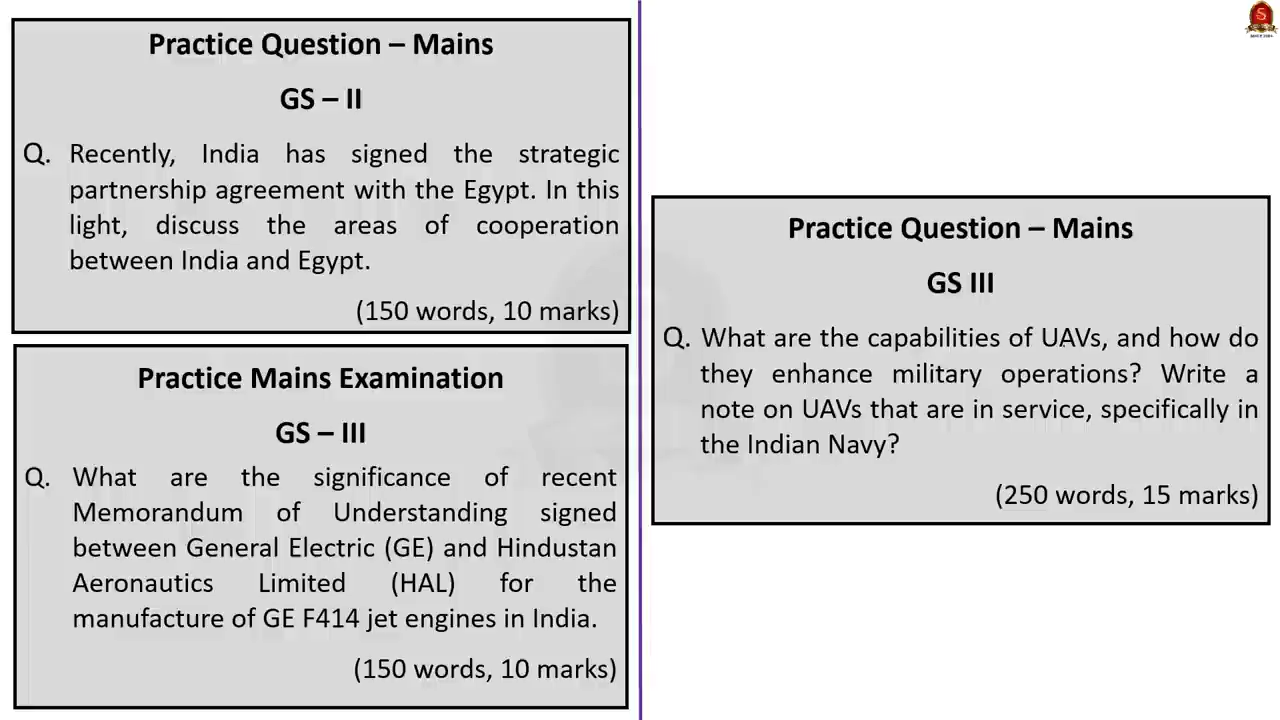 Practice Question – Mains
GS – II
Q. Recently, India has signed the strategic
partnership agreement with the Egypt. In this
light, discuss the areas of cooperation
between India and Egypt.
(150 words, 10 marks)
Practice Mains Examination
GS – III
Q. What are the significance of recent
Memorandum of Understanding signed
between General Electric (GE) and Hindustan
Aeronautics Limited (HAL) for the
manufacture of GE F414 jet engines in India.
(150 words, 10 marks)
Practice Question – Mains
GS III
Q. What are the capabilities of UAVs, and how do
they enhance military operations? Write a
note on UAVs that are in service, specifically in
the Indian Navy?
(250 words, 15 marks)